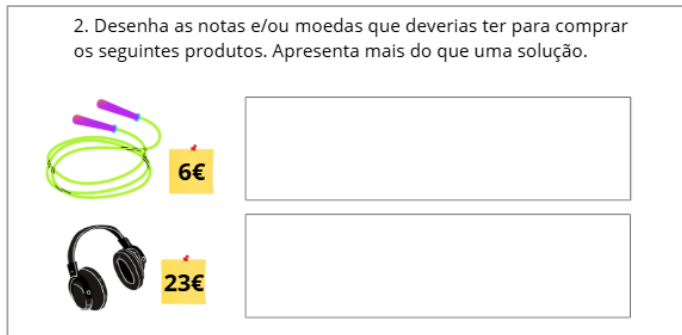 2. Desenha as notas e/ou moedas que deverias ter para comprar
os seguintes produtos. Apresenta mais do que uma solução.
6€
23€